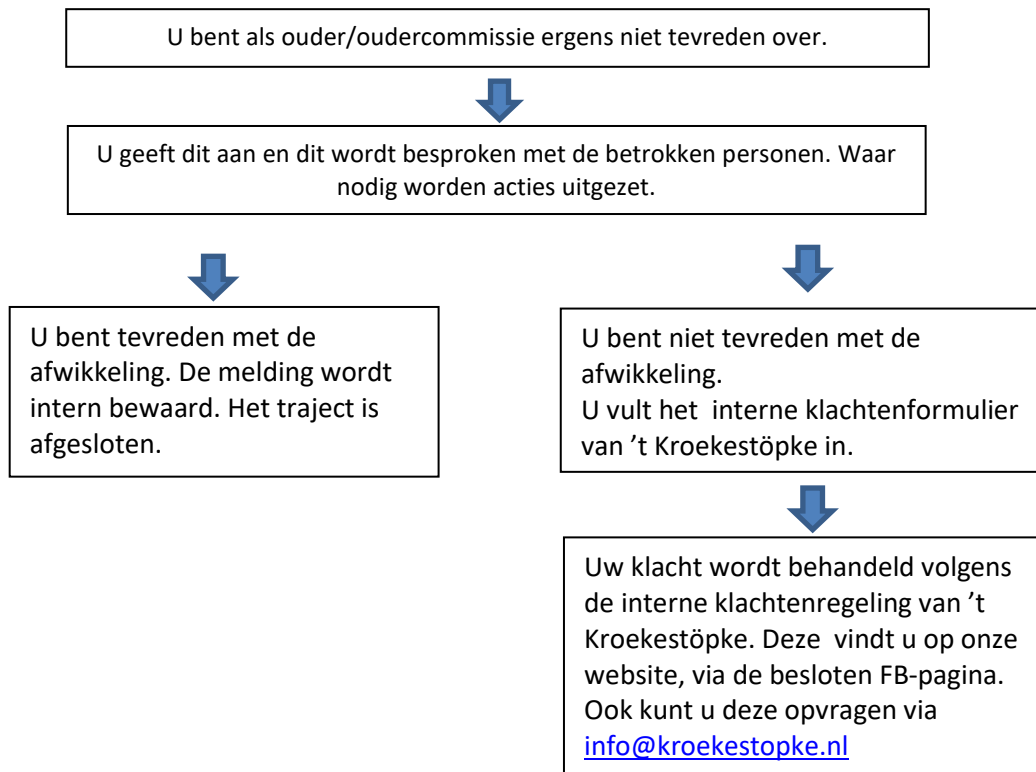 U bent als ouder/oudercommissie ergens niet tevreden over.
U geeft dit aan en dit wordt besproken met de betrokken personen. Waar
nodig worden acties uitgezet.
U bent tevreden met de
afwikkeling. De melding wordt
intern bewaard. Het traject is
afgesloten.
U bent niet tevreden met de
afwikkeling.
U vult het  interne klachtenformulier
van ’t Kroekestöpke in.
Uw klacht wordt behandeld volgens
de interne klachtenregeling van ’t
Kroekestöpke. Deze  vindt u op onze
website, via de besloten FB-pagina.
Ook kunt u deze opvragen via
info@kroekestopke.nl